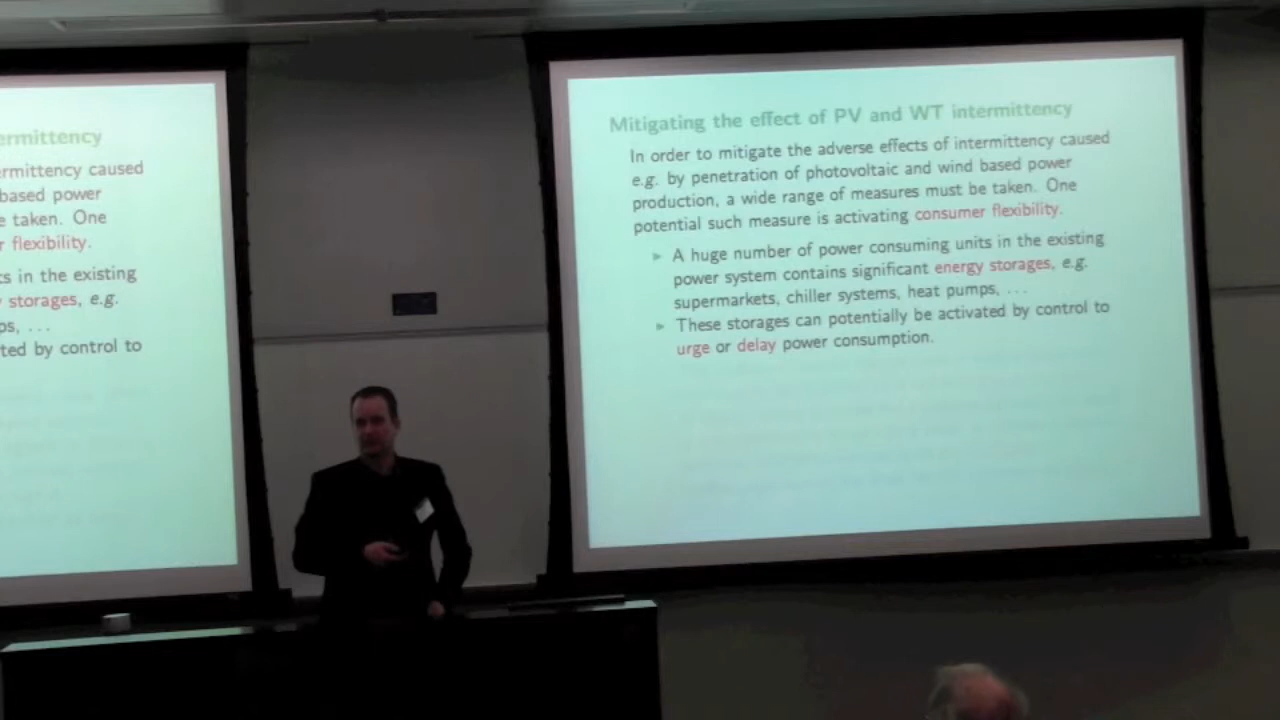 ermittency
rmittency caused
based power
e taken. One
r flexibility.
ts in the existing
storages, e.g.
ps, ...
ted by control to
Mitigating the effect of PV and WT intermittency
In order to mitigate the adverse effects of intermittency caused
e.g. by penetration of photovoltaic and wind based power
production, a wide range of measures must be taken. One
potential such measure is activating consumer flexibility.
▶ A huge number of power consuming units in the existing
power system contains significant energy storages, e.g.
supermarkets, chiller systems, heat pumps, ...
▶ These storages can potentially be activated by control to
urge or delay power consumption.